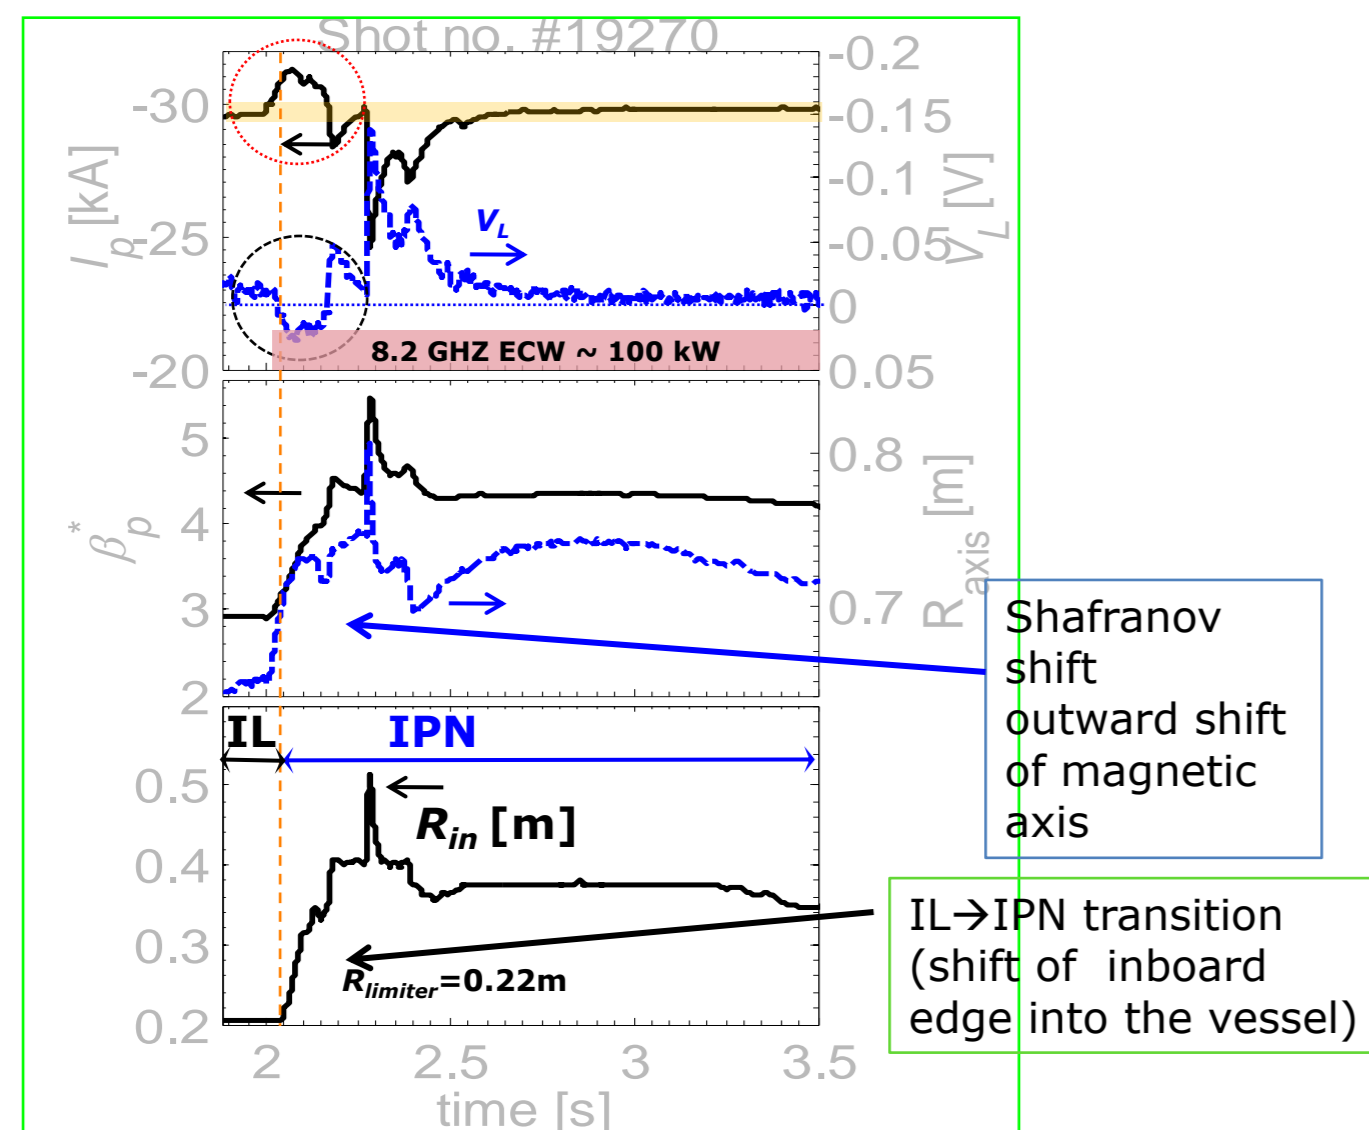 Shot no. #19270
-30
-25
-20
I_p [kA]
-0.2
-0.15
-0.1
-0.05
0
0.05
V_L [V]
V_L
8.2 GHZ ECW ~ 100 kW
5
4
3
2
β_p^*
0.8
0.7
R_axis [m]
Shafranov
shift
outward shift
of magnetic
axis
IL
IPN
0.5
0.4
0.3
0.2
R_in [m]
R_limiter=0.22m
IL→IPN transition
(shift of inboard
edge into the vessel)
2
2.5
3
3.5
time [s]